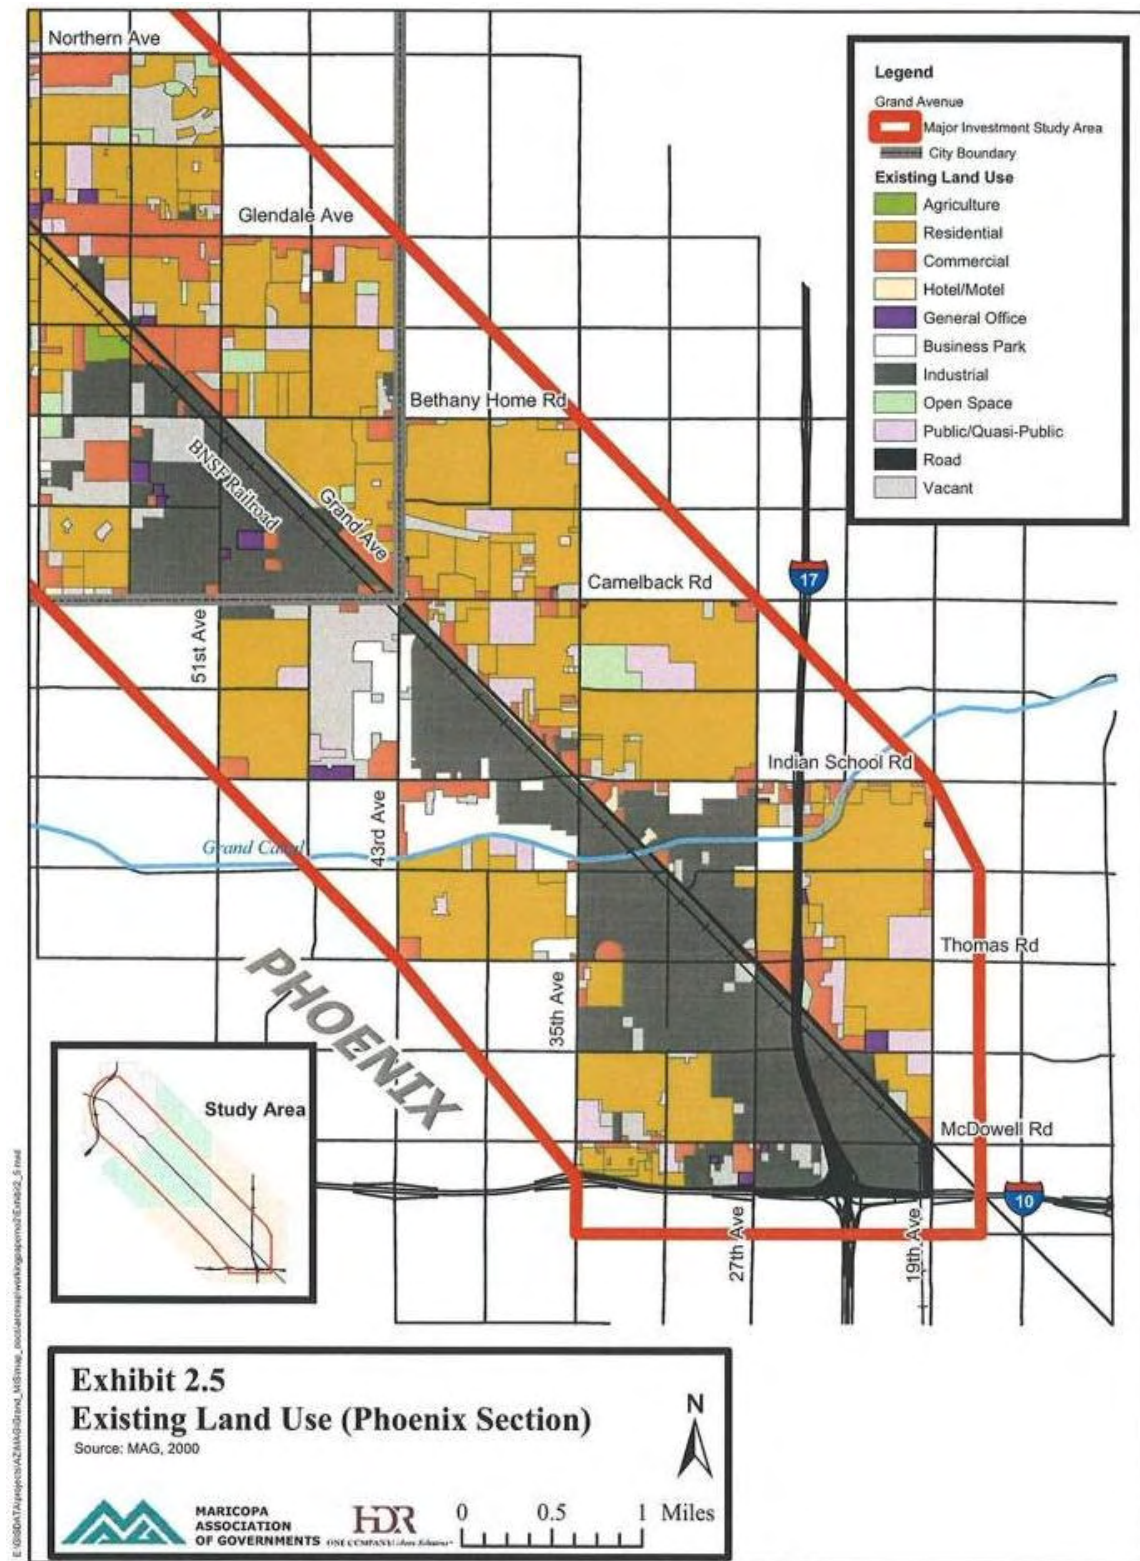 Northern Ave
Legend
Grand Avenue
Major Investment Study Area
City Boundary
Existing Land Use
Agriculture
Residential
Commercial
Hotel/Motel
General Office
Business Park
Industrial
Open Space
Public/Quasi-Public
Road
Vacant
Glendale Ave
Bethany Home Rd
BNSF Railroad
Grand Ave
Camelback Rd
17
51st Ave
Indian School Rd
43rd Ave
Grand Canal
Thomas Rd
PHOENIX
35th Ave
Study Area
McDowell Rd
10
27th Ave
19th Ave
Exhibit 2.5
Existing Land Use (Phoenix Section)
Source: MAG, 2000
N
MARICOPA
ASSOCIATION
OF GOVERNMENTS
HDR
ONE COMPANY
0 0.5 1 Miles